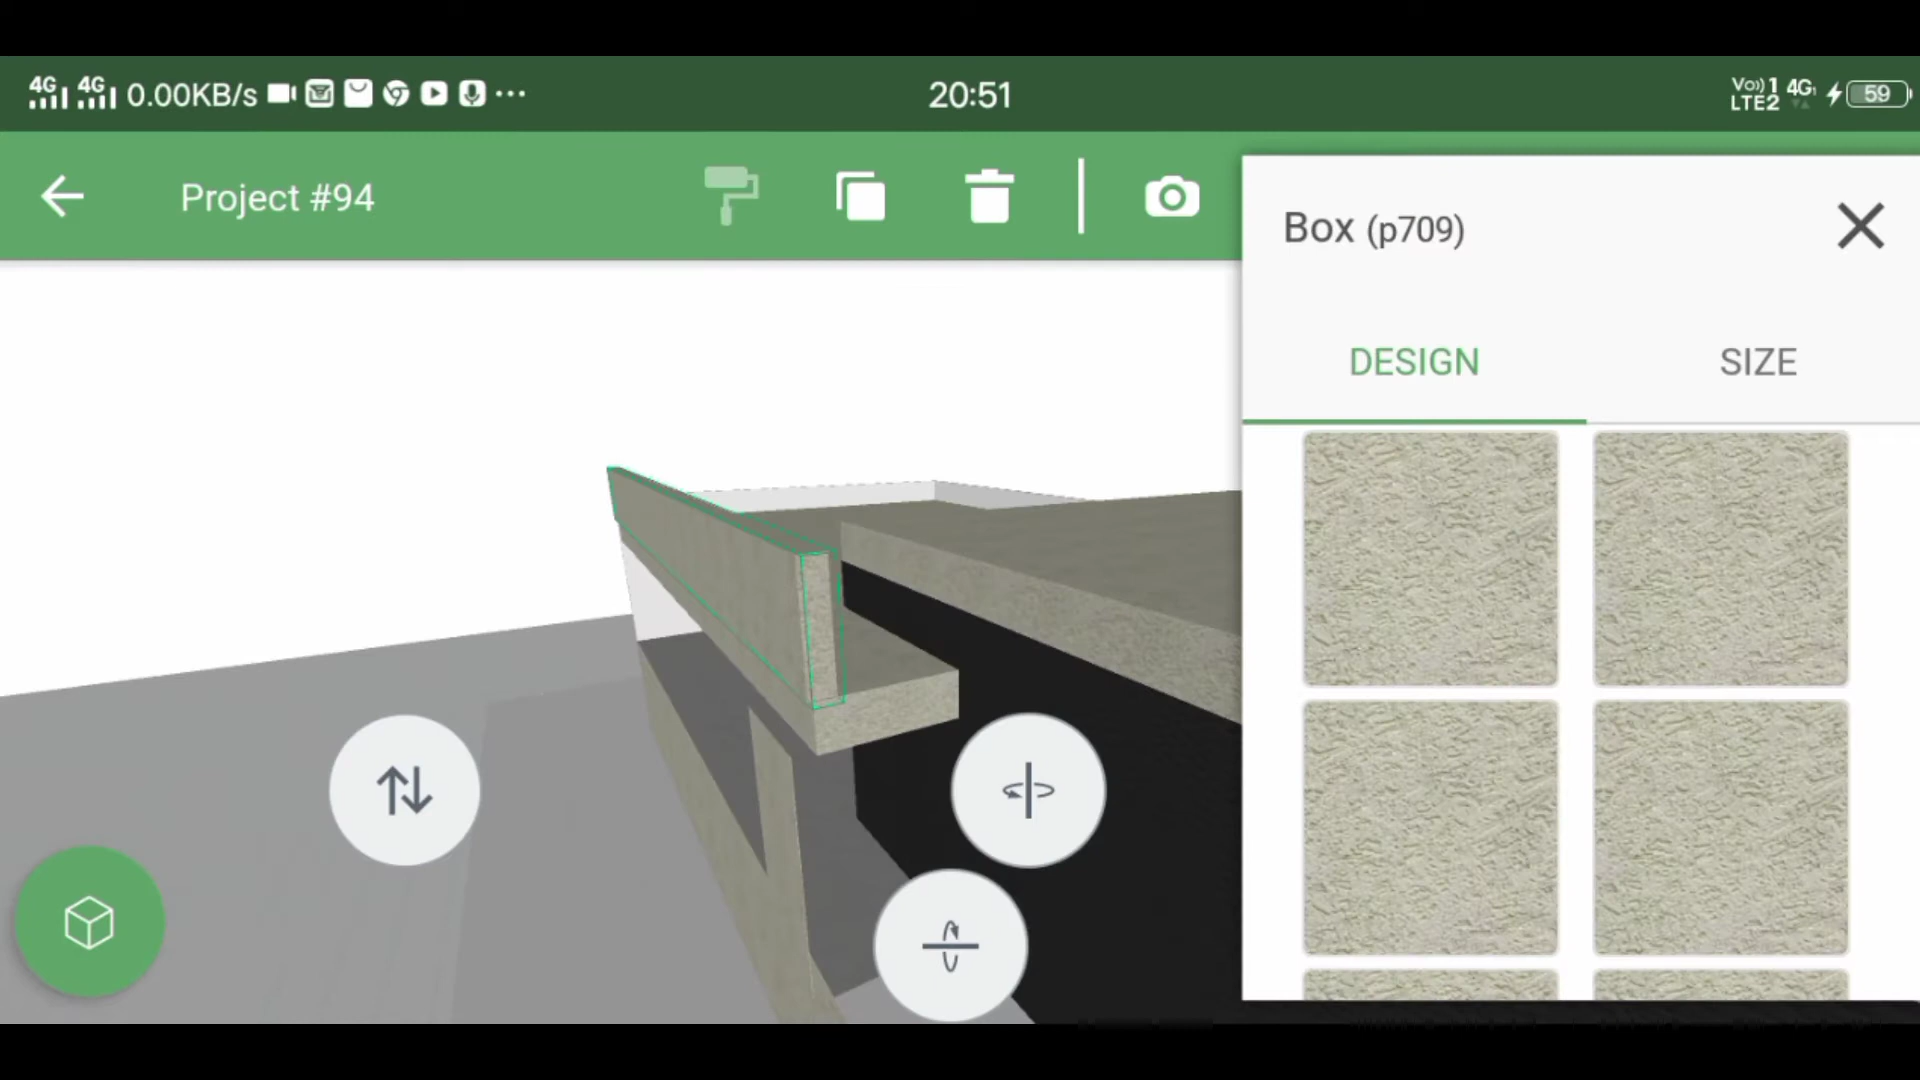 4G 4G 0.00KB/s ... 20:51 Vo)) 1 4G
LTE2 59
Project #94
Box (p709)
DESIGN SIZE